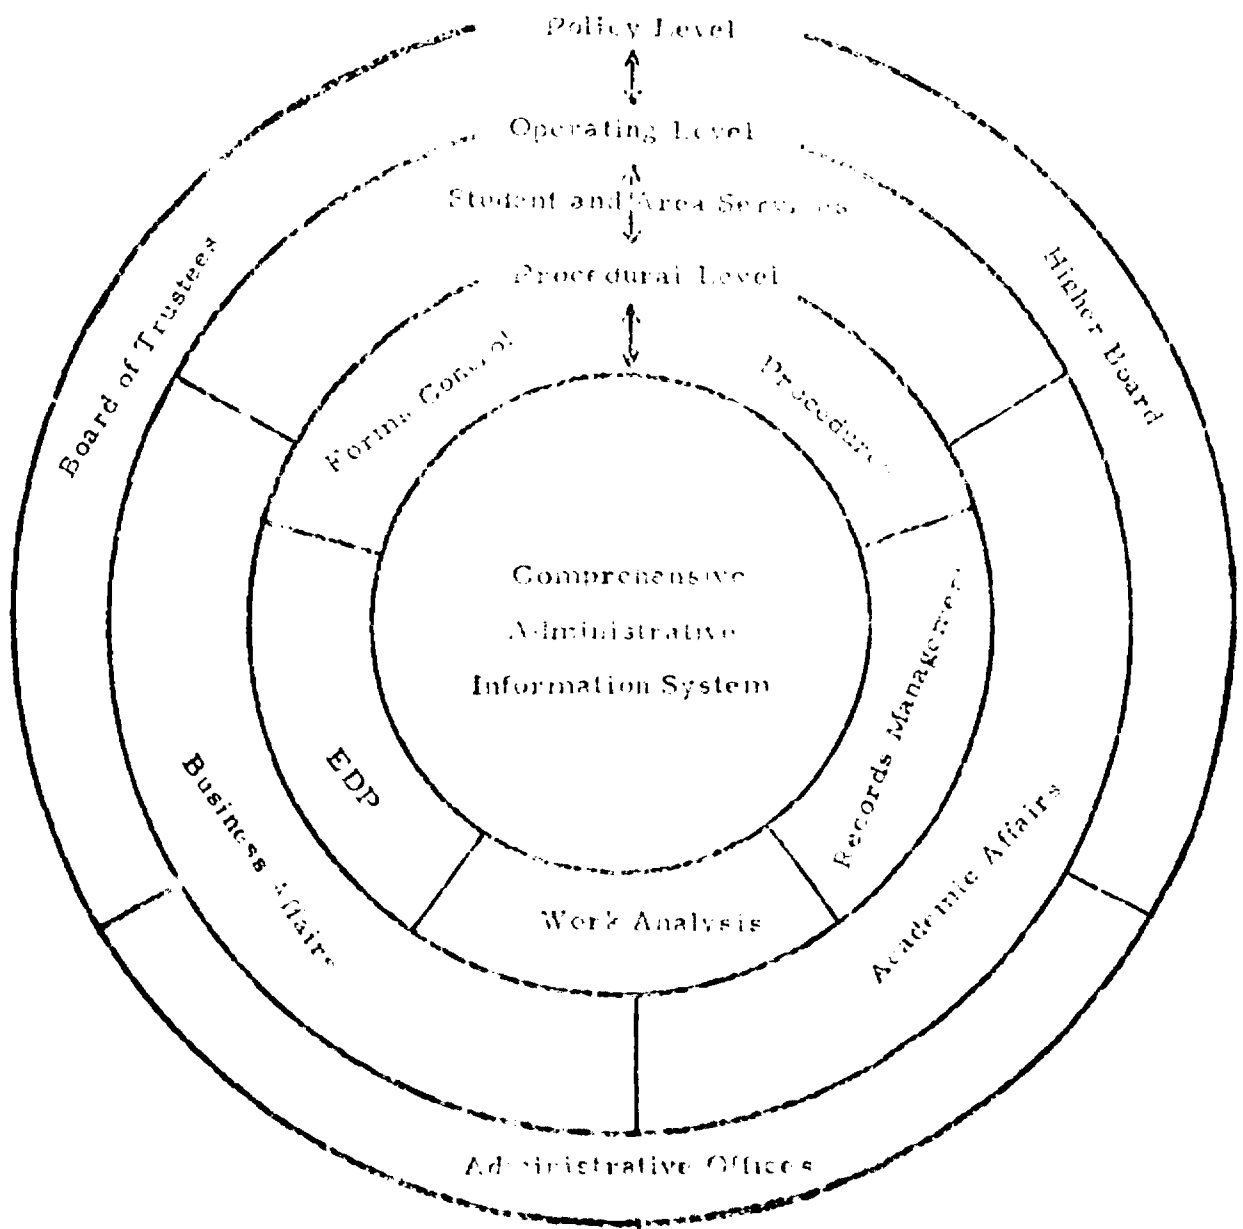 Policy Level
Operating Level
Student and Area Services
Procedural Level
Board of Trustees
Higher Board
Forms Control
Procedures
Comprehensive
Administrative
Information System
EDP
Records Management
Business Affairs
Academic Affairs
Work Analysis
Administrative Offices